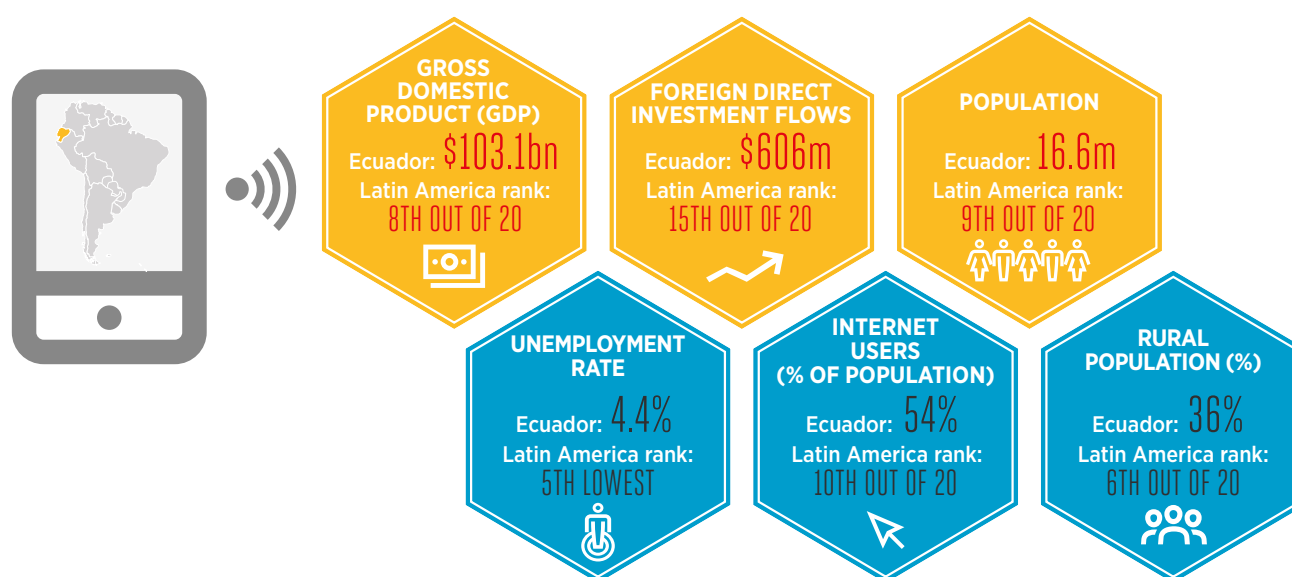 GROSS
DOMESTIC
PRODUCT (GDP)
Ecuador: $103.1bn
Latin America rank:
8TH OUT OF 20
FOREIGN DIRECT
INVESTMENT FLOWS
Ecuador: $606m
Latin America rank:
15TH OUT OF 20
POPULATION
Ecuador: 16.6m
Latin America rank:
9TH OUT OF 20
UNEMPLOYMENT
RATE
Ecuador: 4.4%
Latin America rank:
5TH LOWEST
INTERNET
USERS
(% OF POPULATION)
Ecuador: 54%
Latin America rank:
10TH OUT OF 20
RURAL
POPULATION (%)
Ecuador: 36%
Latin America rank:
6TH OUT OF 20